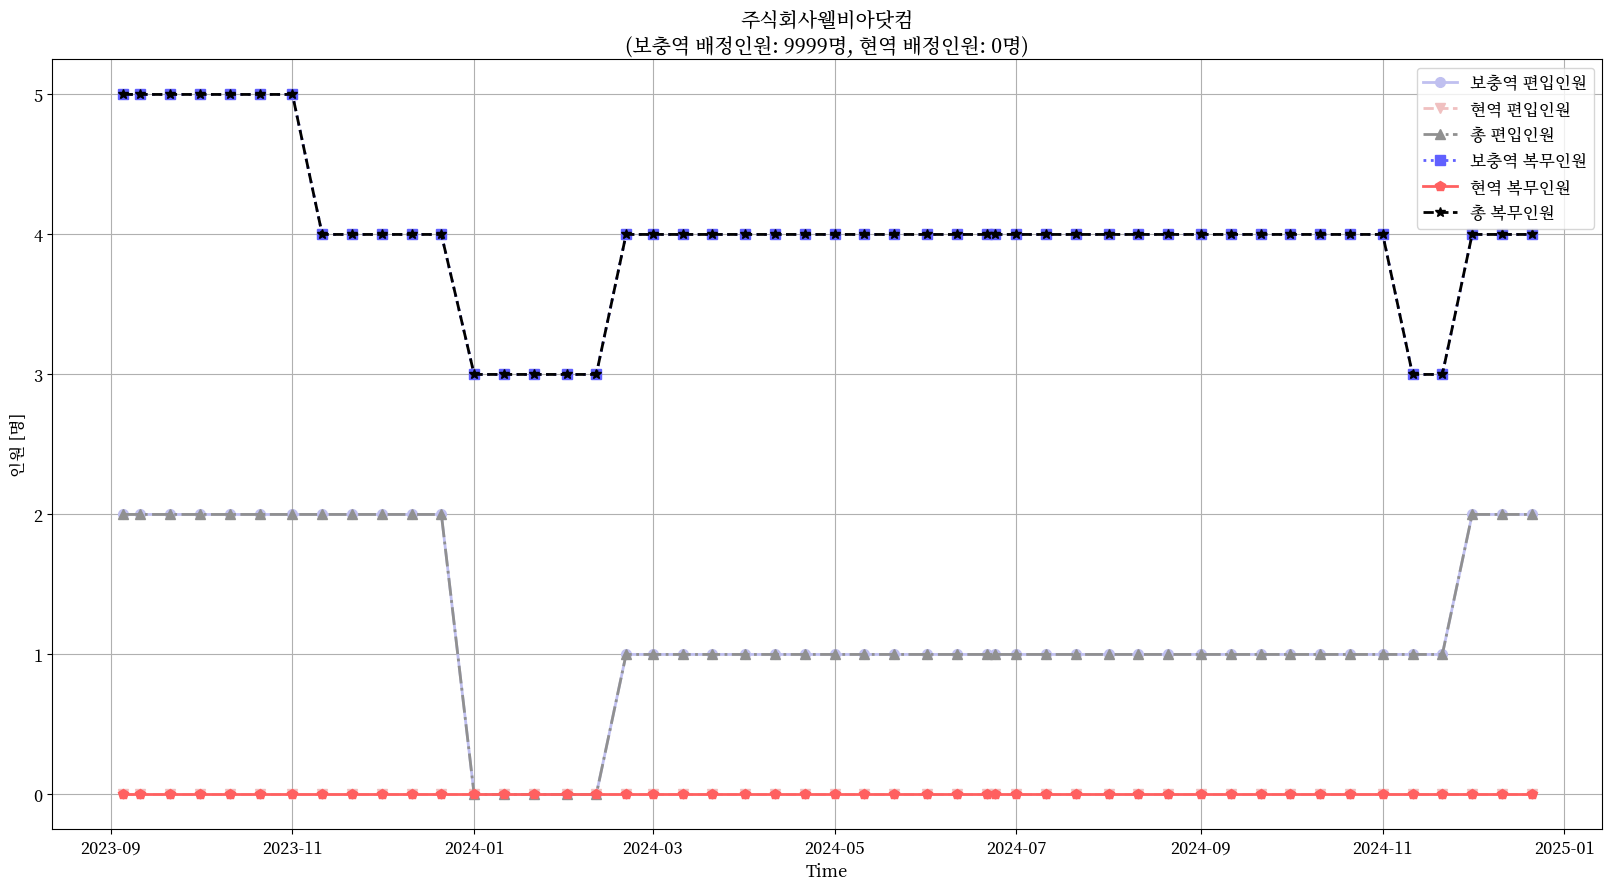 주식회사웰비아닷컴
(보충역 배정인원: 9999명, 현역 배정인원: 0명)
보충역 편입인원
현역 편입인원
총 편입인원
보충역 복무인원
현역 복무인원
총 복무인원
인원 [명]
5
4
3
2
1
0
2023-09
2023-11
2024-01
2024-03
2024-05
2024-07
2024-09
2024-11
2025-01
Time